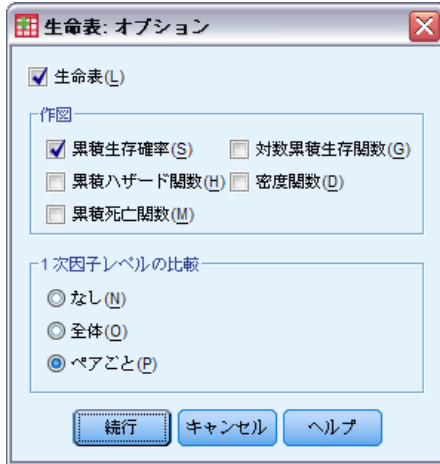 生命表: オプション
生命表(L)
作図
累積生存確率(S) 対数累積生存関数(G)
累積ハザード関数(H) 密度関数(D)
累積死亡関数(M)
1 次因子レベルの比較
なし(N)
全体(O)
ペアごと(P)
続行 キャンセル ヘルプ